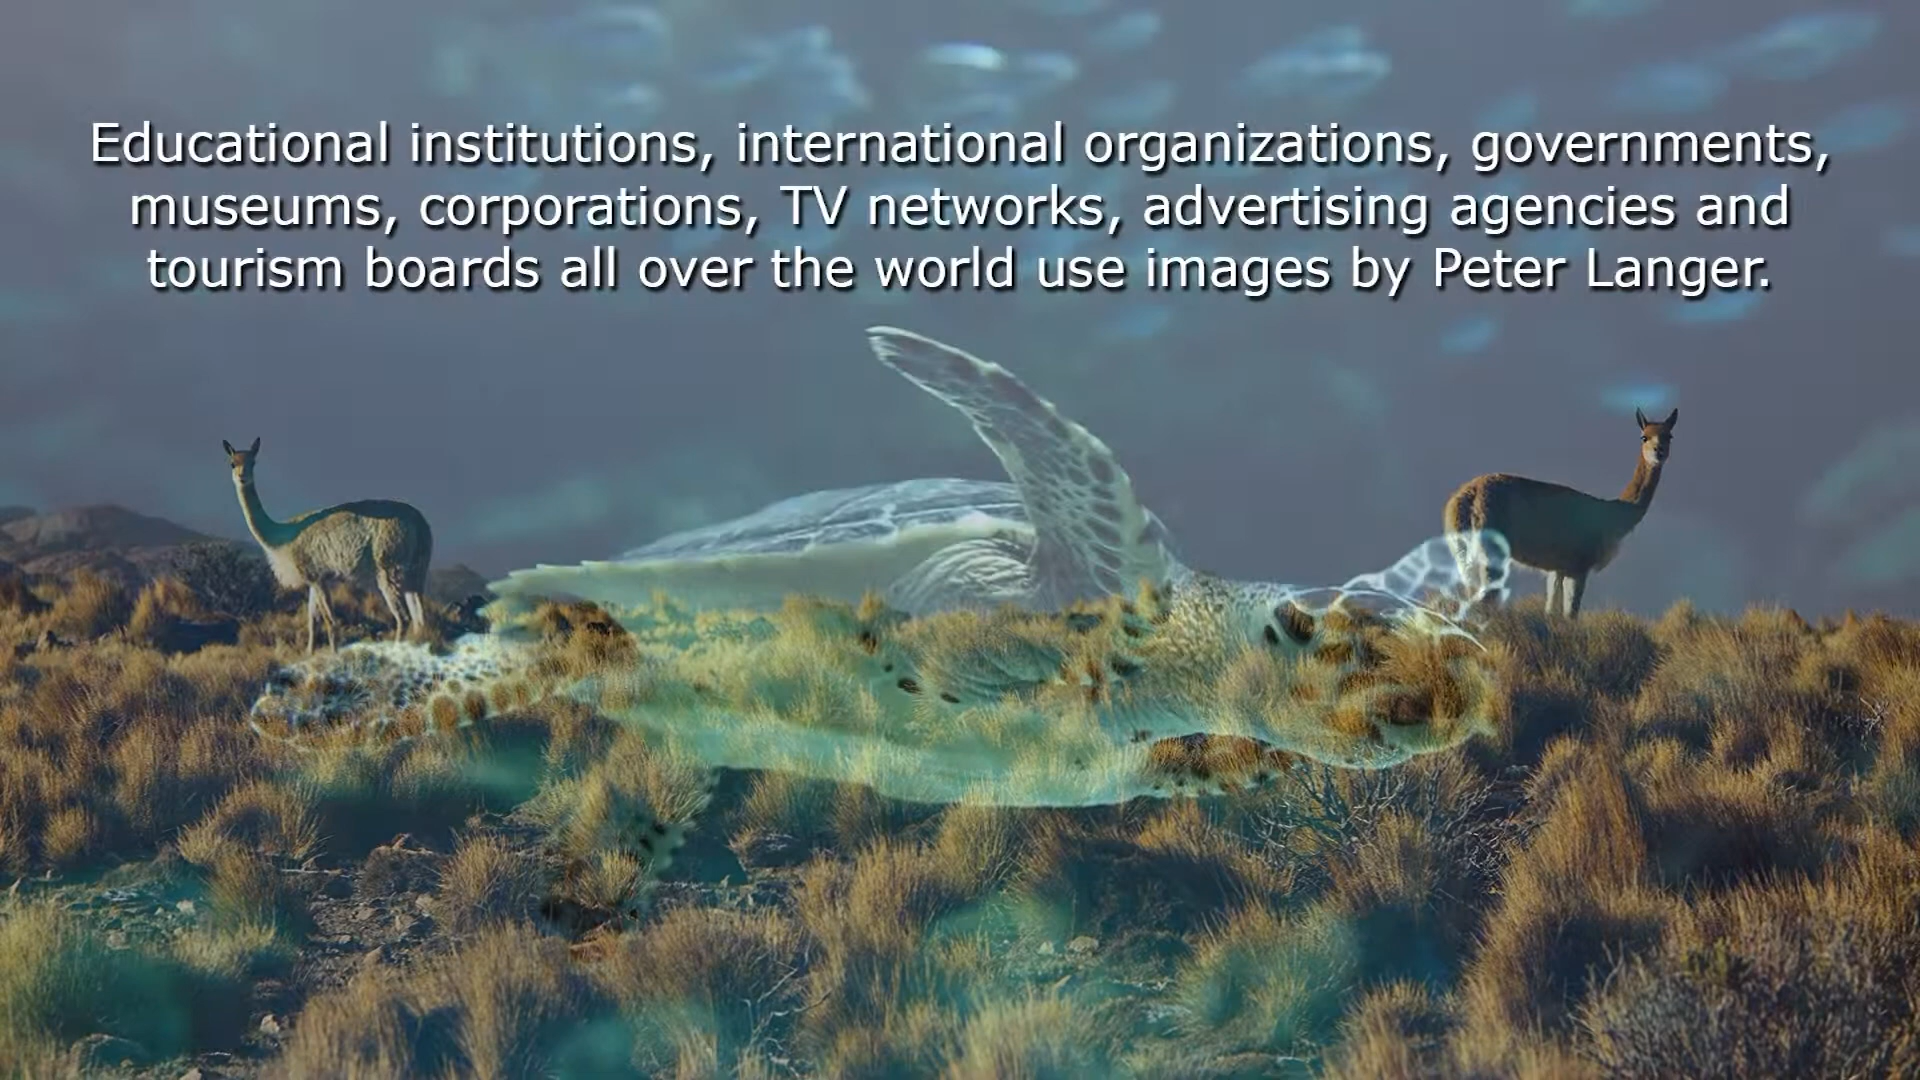 Educational institutions, international organizations, governments,
museums, corporations, TV networks, advertising agencies and
tourism boards all over the world use images by Peter Langer.